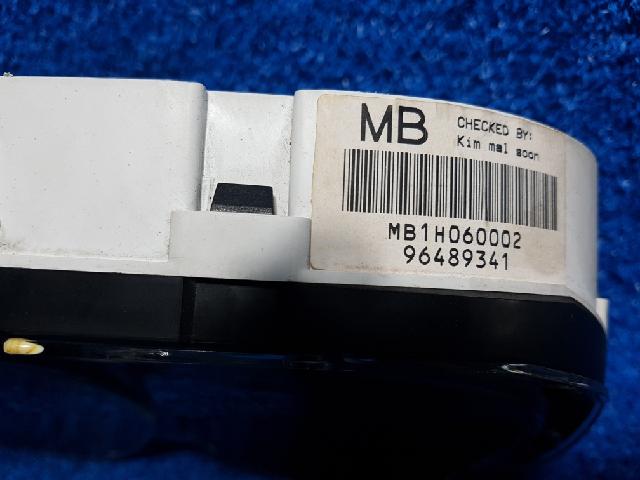 MB
CHECKED BY:
Kim mal soon
MB1H060002
96489341